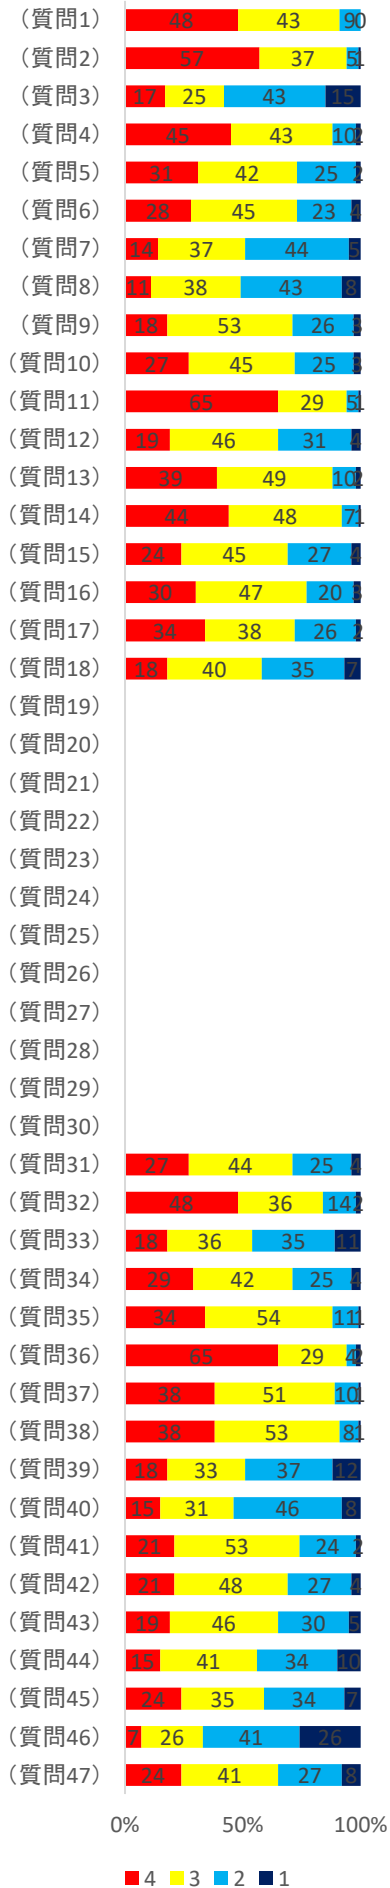 （質問1） 48 43 9 0
（質問2） 57 37 5 1
（質問3） 17 25 43 15
（質問4） 45 43 10 2
（質問5） 31 42 25 2
（質問6） 28 45 23 4
（質問7） 14 37 44 5
（質問8） 11 38 43 8
（質問9） 18 53 26 3
（質問10） 27 45 25 3
（質問11） 65 29 5 1
（質問12） 19 46 31 4
（質問13） 39 49 10 2
（質問14） 44 48 7 1
（質問15） 24 45 27 4
（質問16） 30 47 20 3
（質問17） 34 38 26 2
（質問18） 18 40 35 7
（質問19）
（質問20）
（質問21）
（質問22）
（質問23）
（質問24）
（質問25）
（質問26）
（質問27）
（質問28）
（質問29）
（質問30）
（質問31） 27 44 25 4
（質問32） 48 36 14 2
（質問33） 18 36 35 11
（質問34） 29 42 25 4
（質問35） 34 54 11 1
（質問36） 65 29 4 2
（質問37） 38 51 10 1
（質問38） 38 53 8 1
（質問39） 18 33 37 12
（質問40） 15 31 46 8
（質問41） 21 53 24 2
（質問42） 21 48 27 4
（質問43） 19 46 30 5
（質問44） 15 41 34 10
（質問45） 24 35 34 7
（質問46） 7 26 41 26
（質問47） 24 41 27 8
0% 50% 100%
4 3 2 1